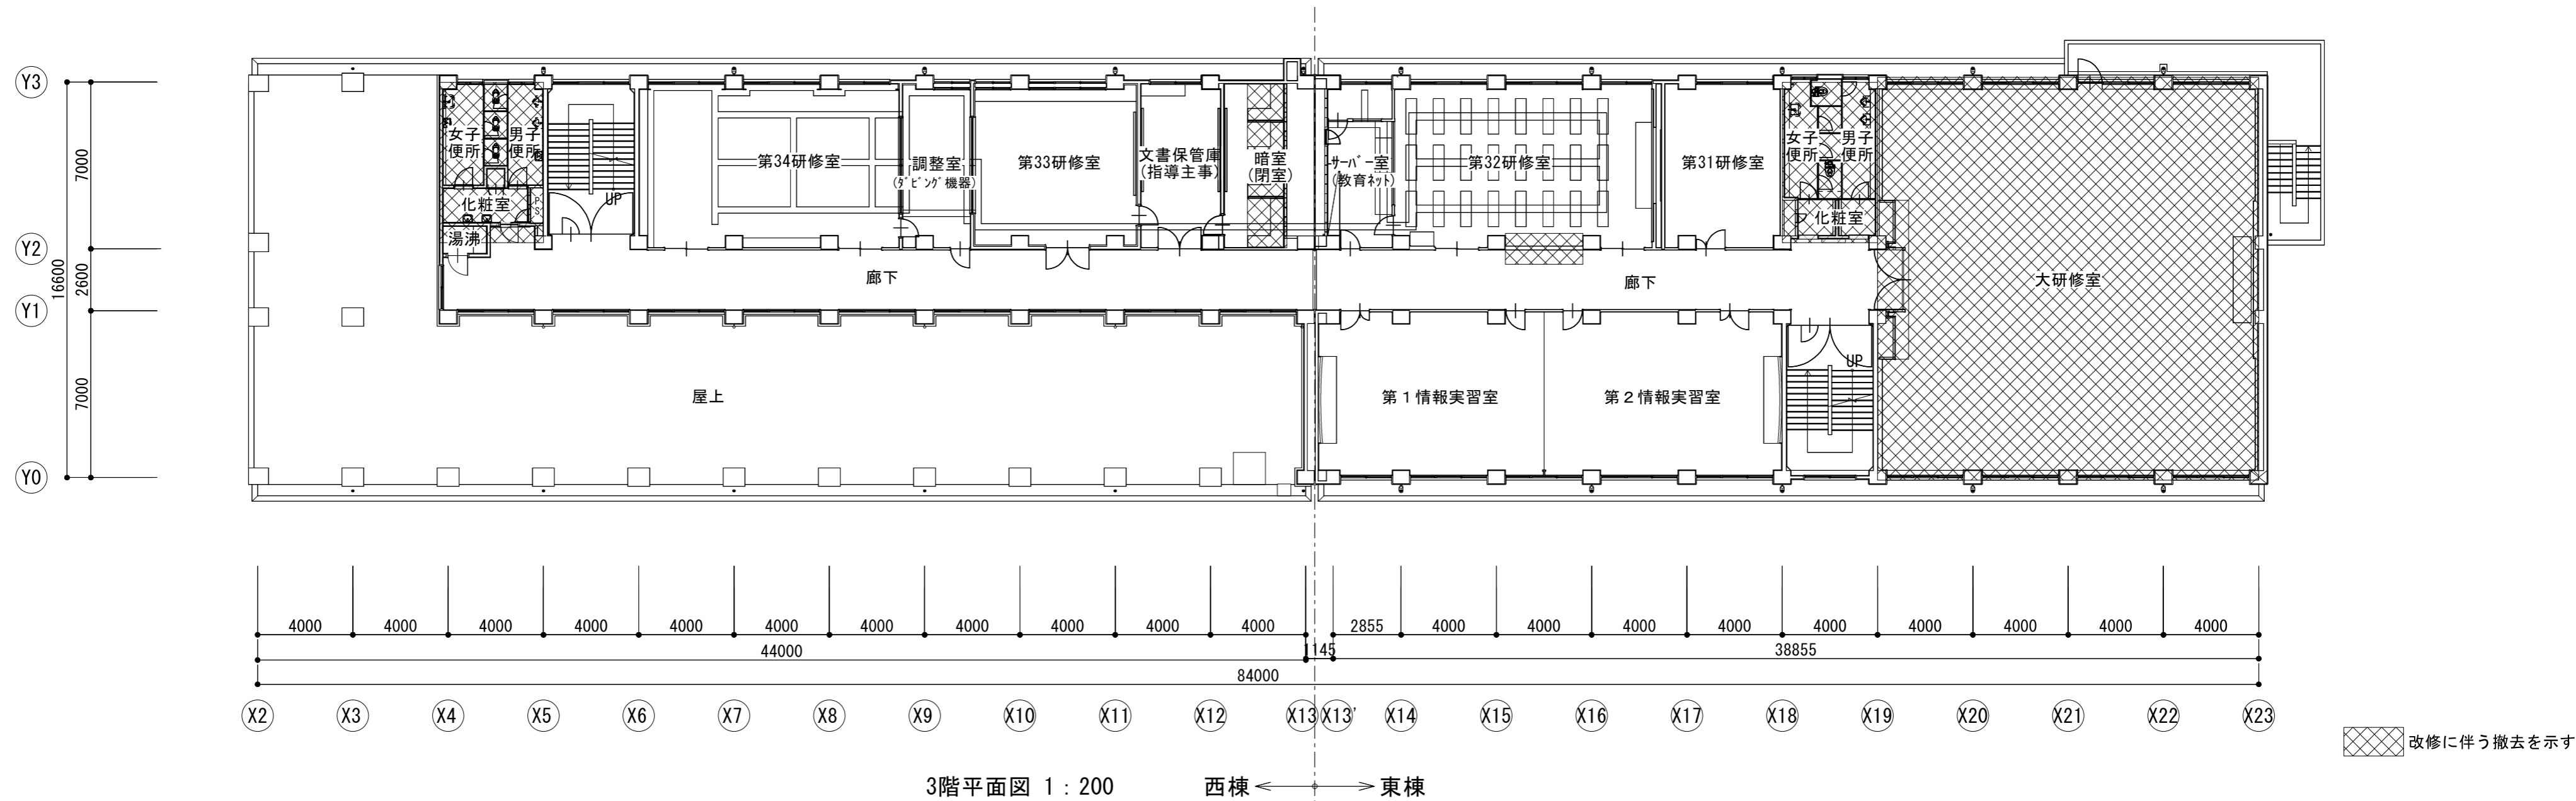 Y3
Y2
Y1
Y0
7000
2600
7000
16600
女子
便所
男子
便所
化粧室
PS
湯沸
UP
第34研修室
調整室
(ﾀﾞﾋﾞﾝｸﾞ機器)
第33研修室
文書保管庫
(指導主事)
暗室
(閉室)
ｻｰﾊﾞｰ室
(教育ネット)
第32研修室
第31研修室
女子
便所
男子
便所
化粧室
廊下
廊下
大研修室
屋上
第１情報実習室
第２情報実習室
UP
4000 4000 4000 4000 4000 4000 4000 4000 4000 4000 4000 2855 4000 4000 4000 4000 4000 4000 4000 4000 4000
44000 1145 38855
84000
X2 X3 X4 X5 X6 X7 X8 X9 X10 X11 X12 X13 X13' X14 X15 X16 X17 X18 X19 X20 X21 X22 X23
改修に伴う撤去を示す
3階平面図 1：200 西棟 東棟